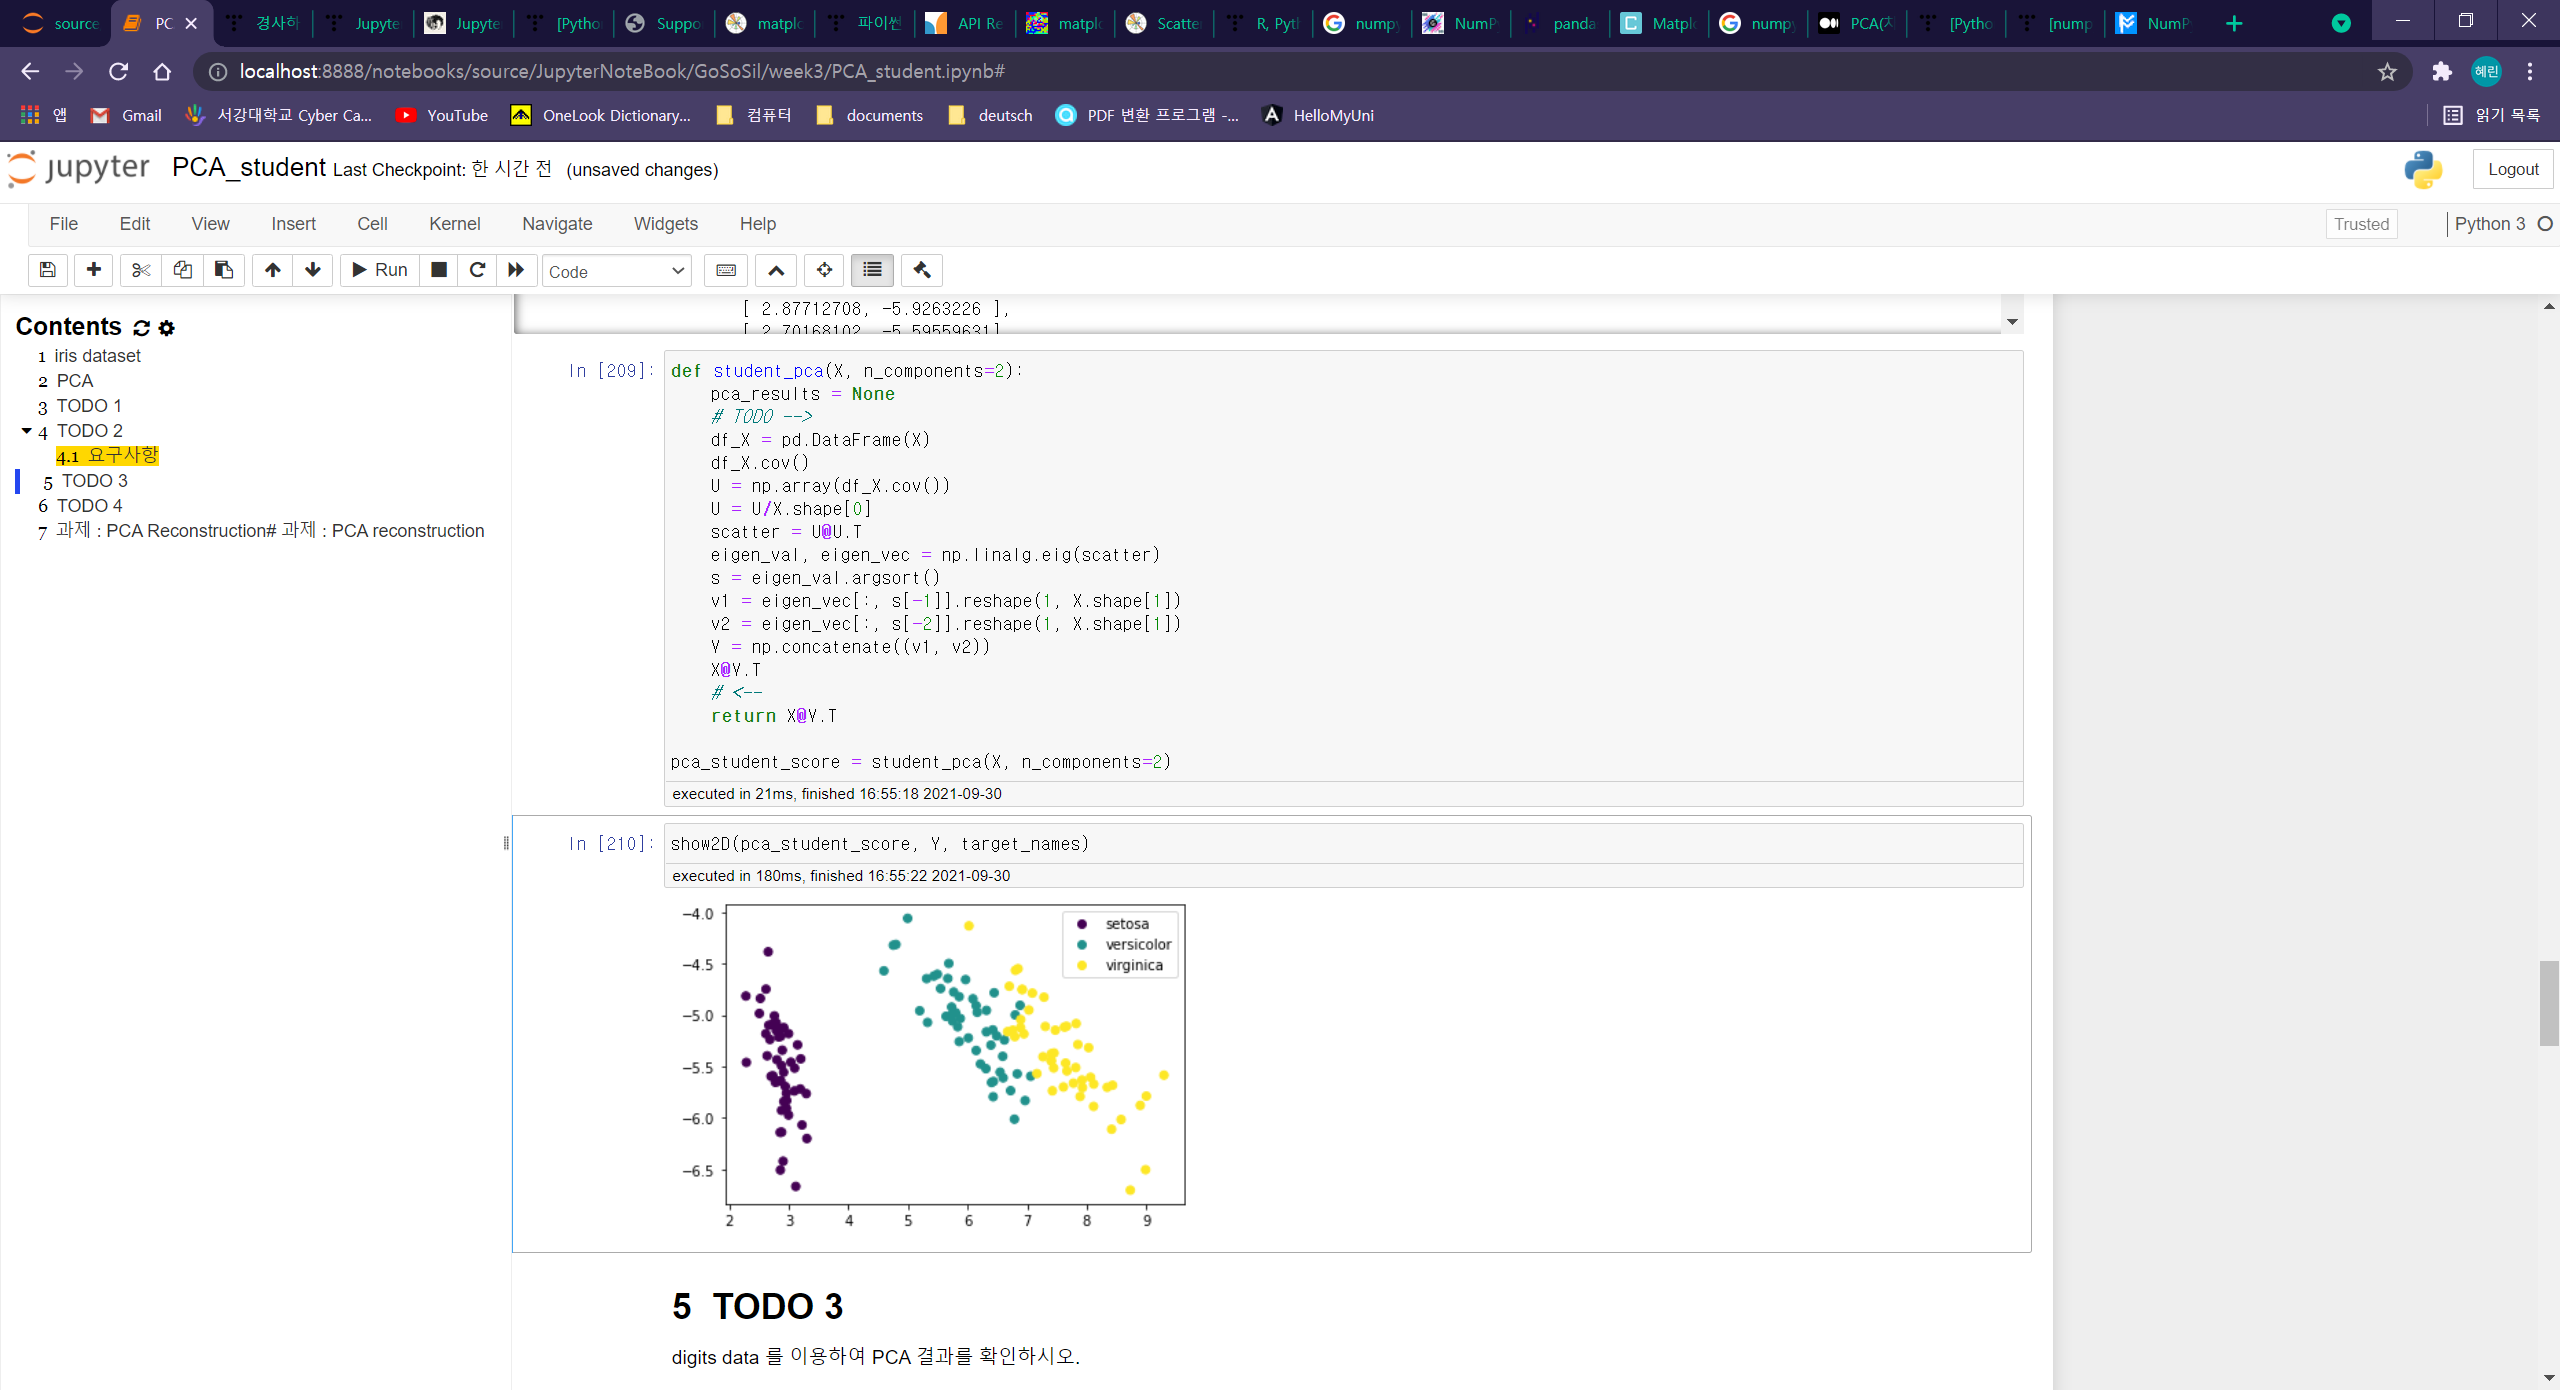 source
PC
경사하
Jupyte
Jupyte
[Pytho
Suppo
matplo
파이썬
API Re
matplo
Scatte
R, Pyt
numpy
NumP
panda
Matplo
numpy
PCA(차
[Pytho
[nump
NumP
localhost:8888/notebooks/source/JupyterNoteBook/GoSoSil/week3/PCA_student.ipynb#
혜린
앱
Gmail
서강대학교 Cyber Ca...
YouTube
OneLook Dictionary...
컴퓨터
documents
deutsch
PDF 변환 프로그램 -...
HelloMyUni
읽기 목록
jupyter PCA_student Last Checkpoint: 한 시간 전 (unsaved changes)
Logout
File Edit View Insert Cell Kernel Navigate Widgets Help
Trusted
Python 3
Run
Code
Contents
1 iris dataset
2 PCA
3 TODO 1
4 TODO 2
4.1 요구사항
5 TODO 3
6 TODO 4
7 과제 : PCA Reconstruction# 과제 : PCA reconstruction
[ 2.87712708, -5.9263226 ],
[ 2.70168102, -5.59559631]
In [209]:
def student_pca(X, n_components=2):
pca_results = None
# TODO -->
df_X = pd.DataFrame(X)
df_X.cov()
U = np.array(df_X.cov())
U = U/X.shape[0]
scatter = U@U.T
eigen_val, eigen_vec = np.linalg.eig(scatter)
s = eigen_val.argsort()
v1 = eigen_vec[:, s[-1]].reshape(1, X.shape[1])
v2 = eigen_vec[:, s[-2]].reshape(1, X.shape[1])
Y = np.concatenate((v1, v2))
X@Y.T
# <--
return X@Y.T
pca_student_score = student_pca(X, n_components=2)
executed in 21ms, finished 16:55:18 2021-09-30
In [210]:
show2D(pca_student_score, Y, target_names)
executed in 180ms, finished 16:55:22 2021-09-30
setosa
versicolor
virginica
−4.0
−4.5
−5.0
−5.5
−6.0
−6.5
2 3 4 5 6 7 8 9
5 TODO 3
digits data 를 이용하여 PCA 결과를 확인하시오.